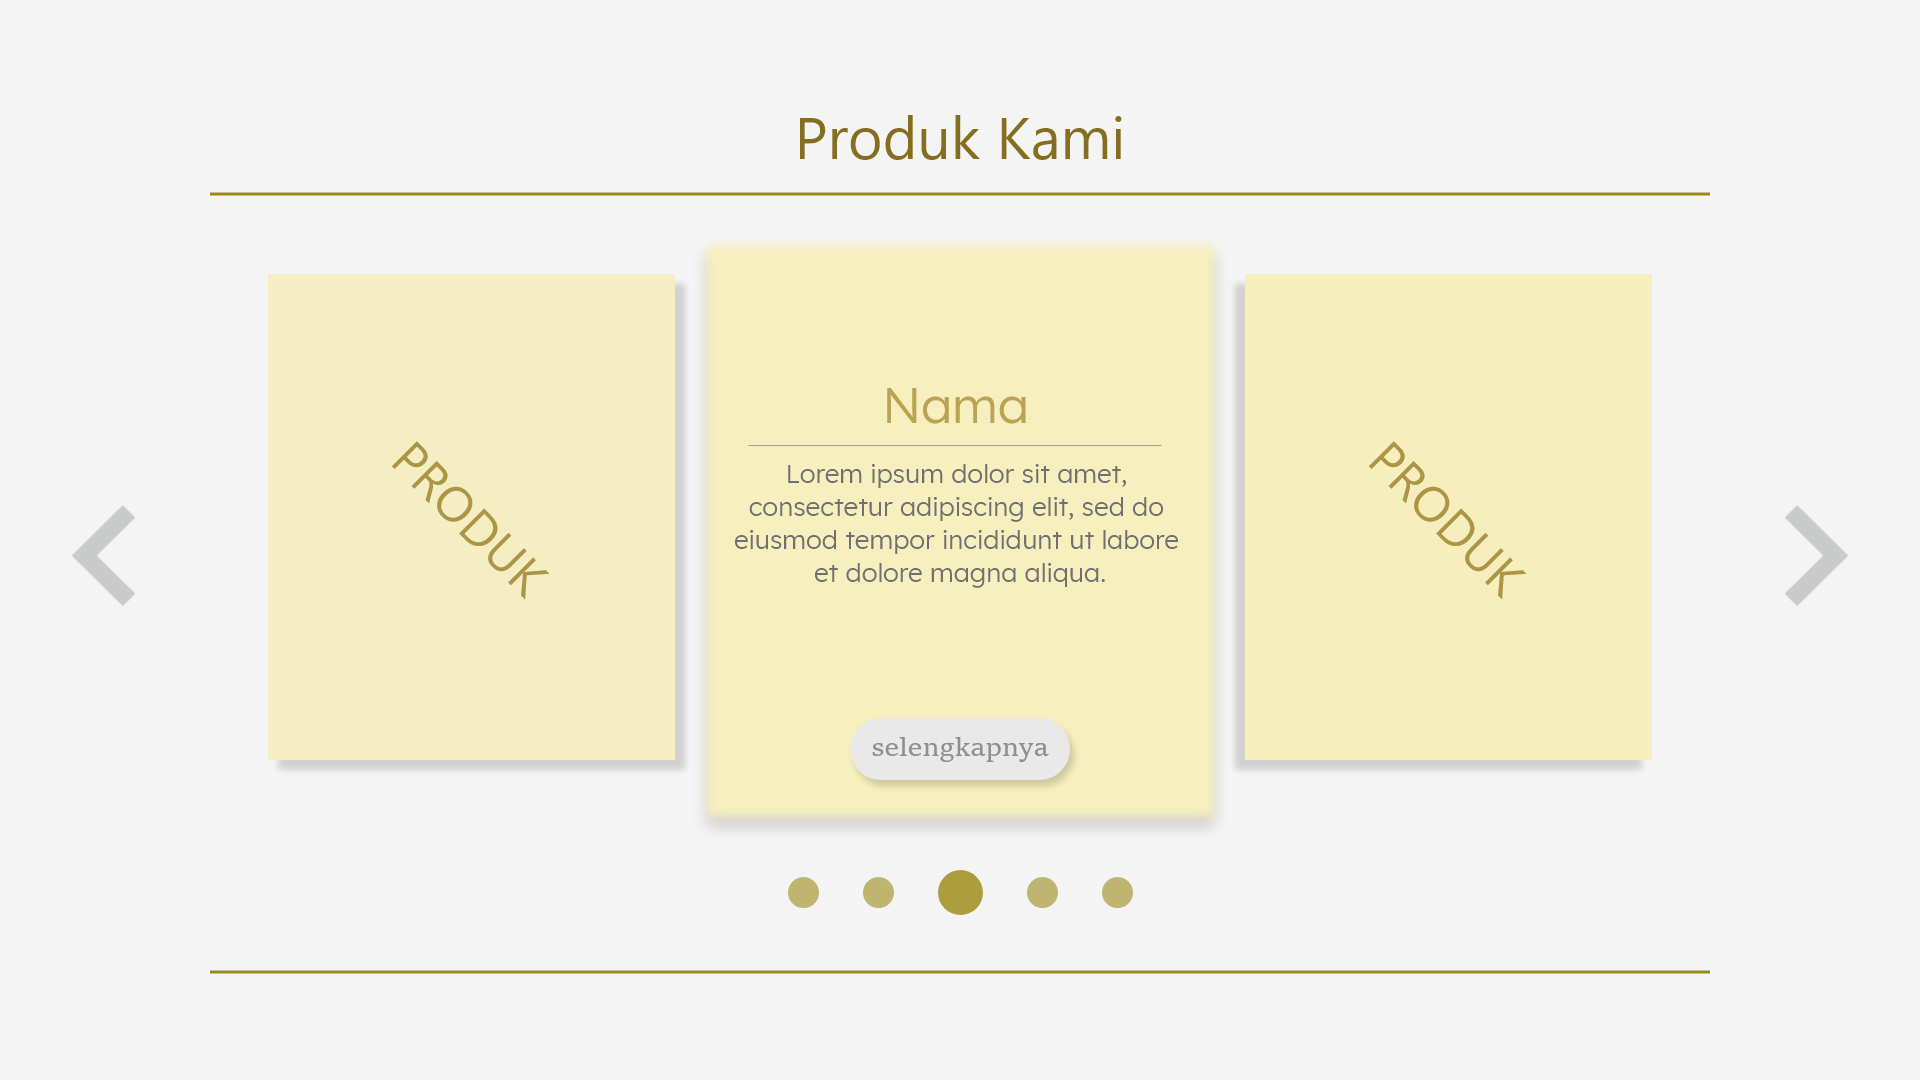 Produk Kami
PRODUK
Nama
Lorem ipsum dolor sit amet,
consectetur adipiscing elit, sed do
eiusmod tempor incididunt ut labore
et dolore magna aliqua.
selengkapnya
PRODUK